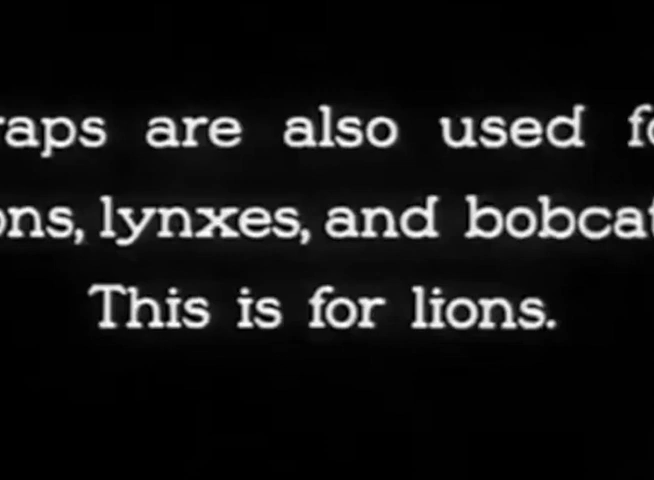 raps are also used fo
ons, lynxes, and bobcat
This is for lions.